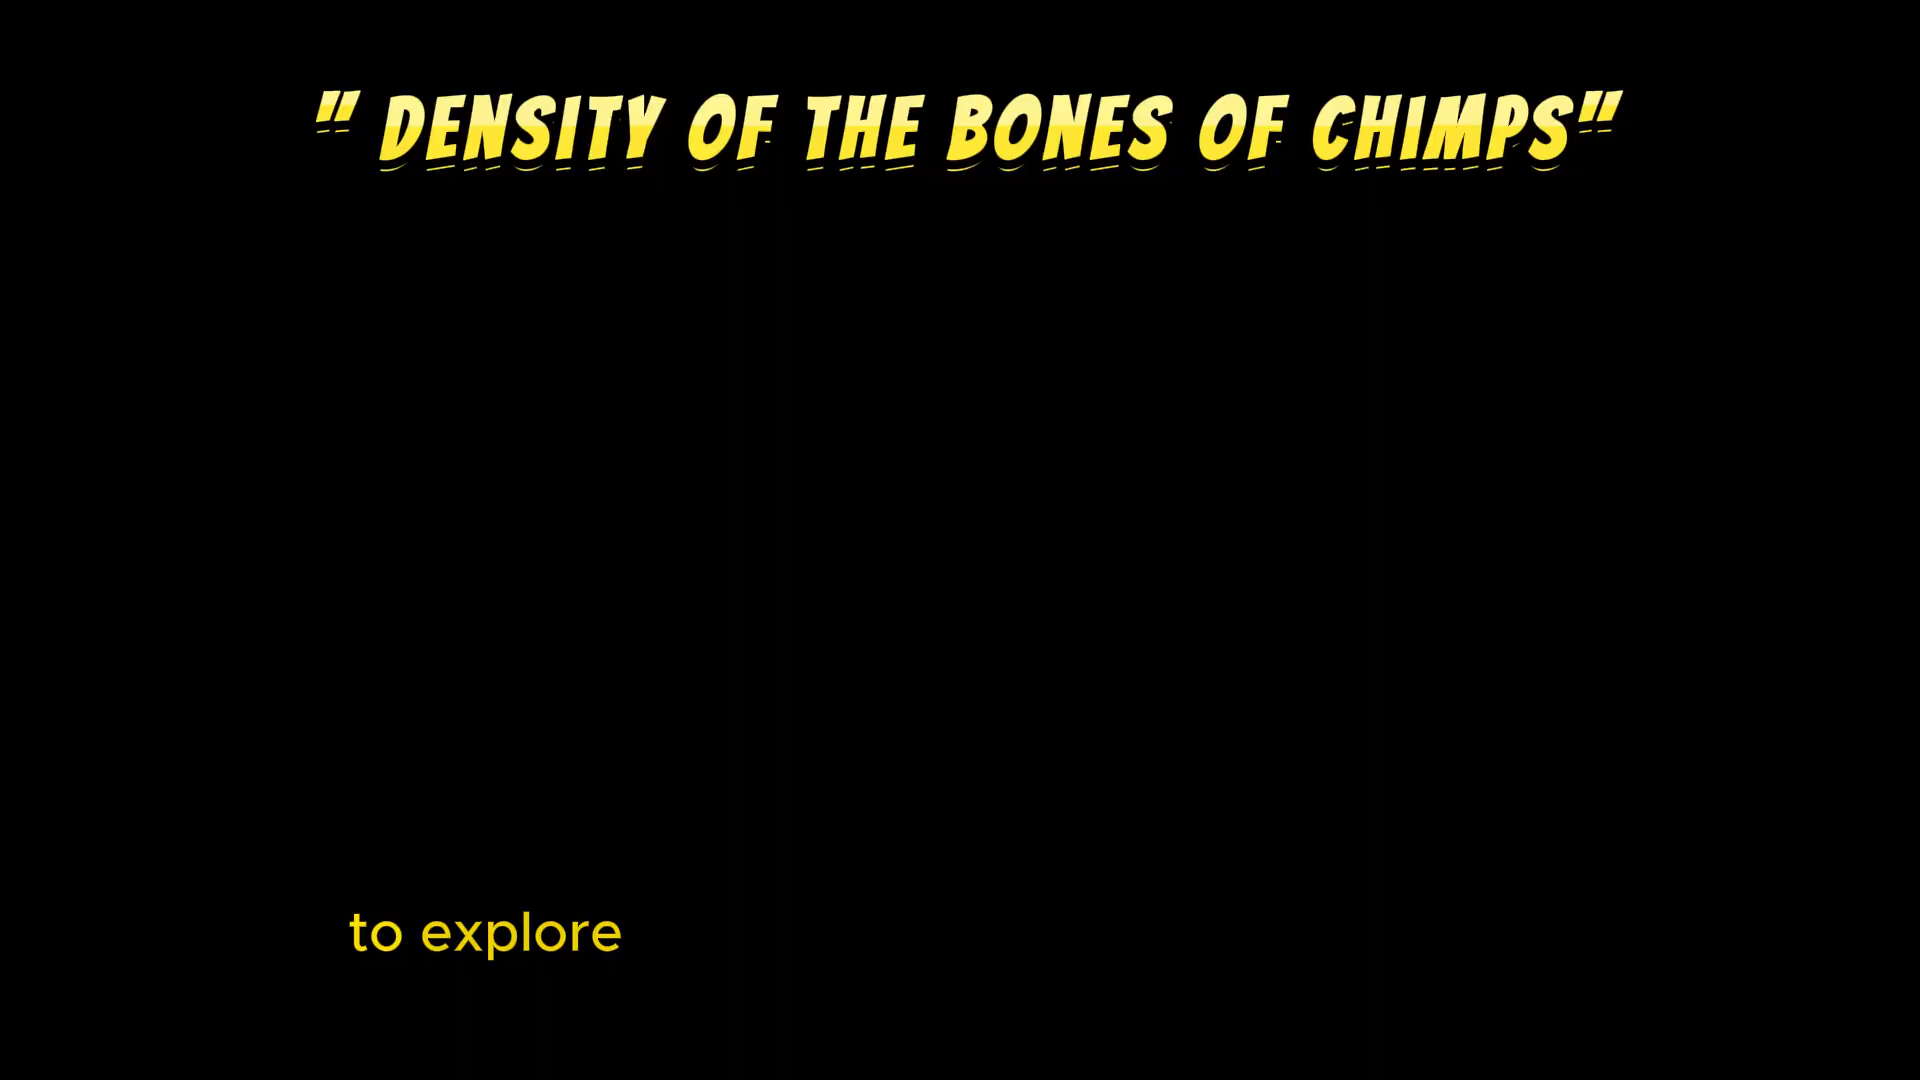 " DENSITY OF THE BONES OF CHIMPS"
to explore